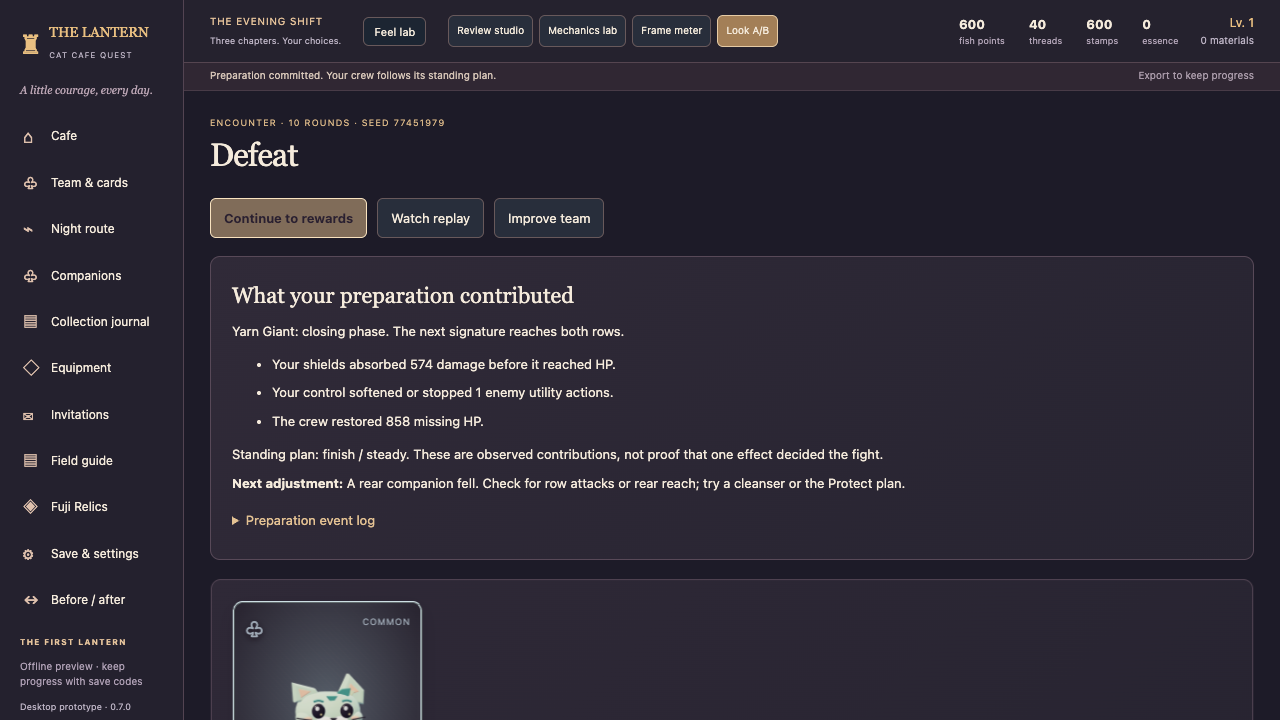 THE LANTERN
CAT CAFE QUEST
A little courage, every day.
Cafe
Team & cards
Night route
Companions
Collection journal
Equipment
Invitations
Field guide
Fuji Relics
Save & settings
Before / after
THE FIRST LANTERN
Offline preview · keep
progress with save codes
Desktop prototype · 0.7.0
THE EVENING SHIFT
Three chapters. Your choices.
Feel lab
Review studio
Mechanics lab
Frame meter
Look A/B
600
fish points
40
threads
600
stamps
0
essence
Lv. 1
0 materials
Preparation committed. Your crew follows its standing plan.
Export to keep progress
ENCOUNTER · 10 ROUNDS · SEED 77451979
Defeat
Continue to rewards
Watch replay
Improve team
What your preparation contributed
Yarn Giant: closing phase. The next signature reaches both rows.
• Your shields absorbed 574 damage before it reached HP.
• Your control softened or stopped 1 enemy utility actions.
• The crew restored 858 missing HP.
Standing plan: finish / steady. These are observed contributions, not proof that one effect decided the fight.
Next adjustment: A rear companion fell. Check for row attacks or rear reach; try a cleanser or the Protect plan.
Preparation event log
COMMON